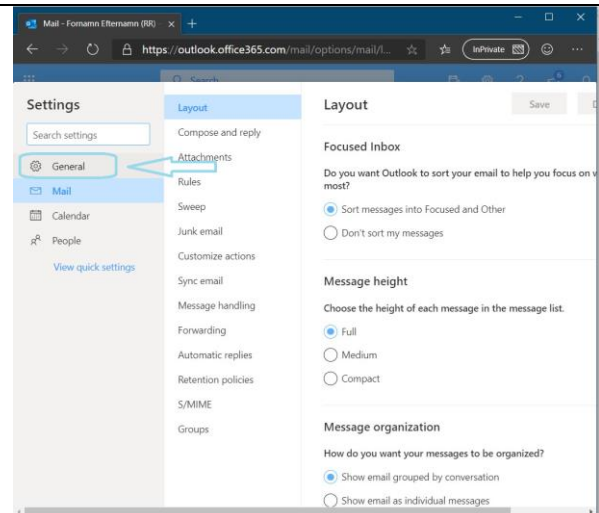 Mail - Fornamn Efternamn (RR)
https://outlook.office365.com/mail/options/mail/l...
InPrivate
Search
6
Settings
Search settings
General
Mail
Calendar
People
View quick settings
Layout
Compose and reply
Attachments
Rules
Sweep
Junk email
Customize actions
Sync email
Message handling
Forwarding
Automatic replies
Retention policies
S/MIME
Groups
Layout
Save
Focused Inbox
Do you want Outlook to sort your email to help you focus on
most?
Sort messages into Focused and Other
Don't sort my messages
Message height
Choose the height of each message in the message list.
Full
Medium
Compact
Message organization
How do you want your messages to be organized?
Show email grouped by conversation
Show email as individual messages